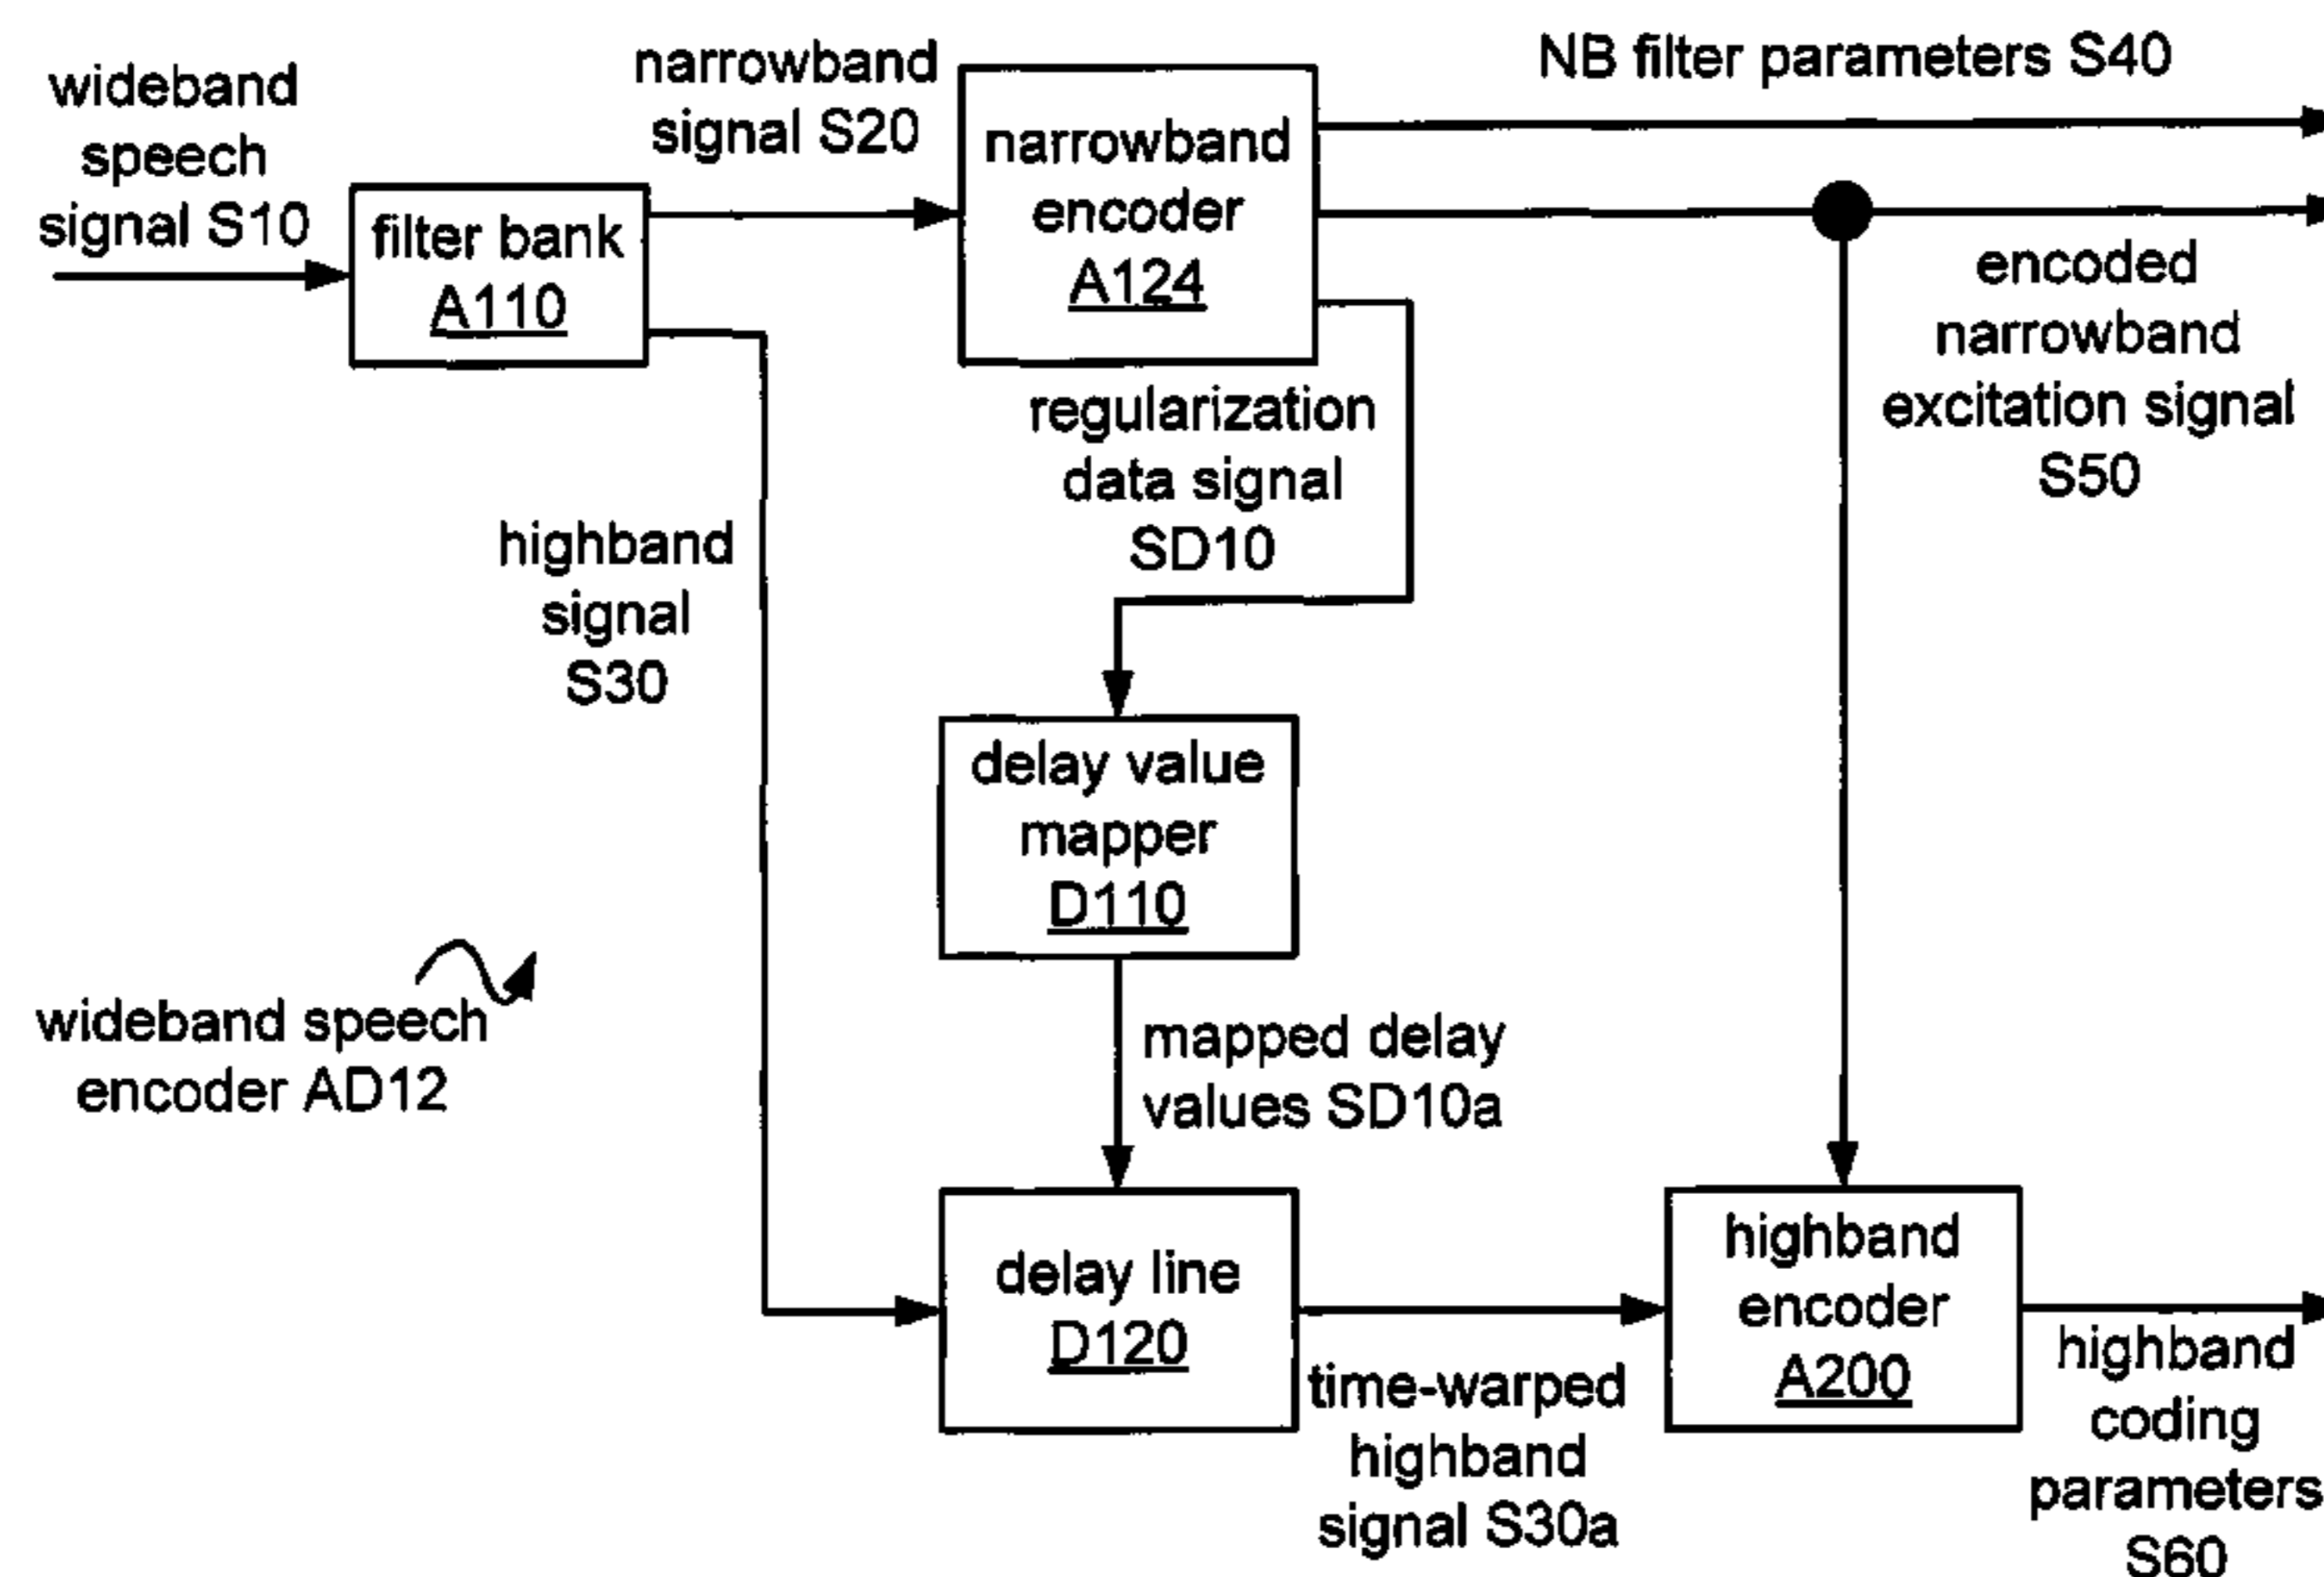 wideband
speech
signal S10
filter bank
A110
narrowband
signal S20
narrowband
encoder
A124
NB filter parameters S40
encoded
narrowband
excitation signal
S50
regularization
data signal
SD10
highband
signal
S30
delay value
mapper
D110
wideband speech
encoder AD12
mapped delay
values SD10a
delay line
D120
time-warped
highband
signal S30a
highband
encoder
A200
highband
coding
parameters
S60